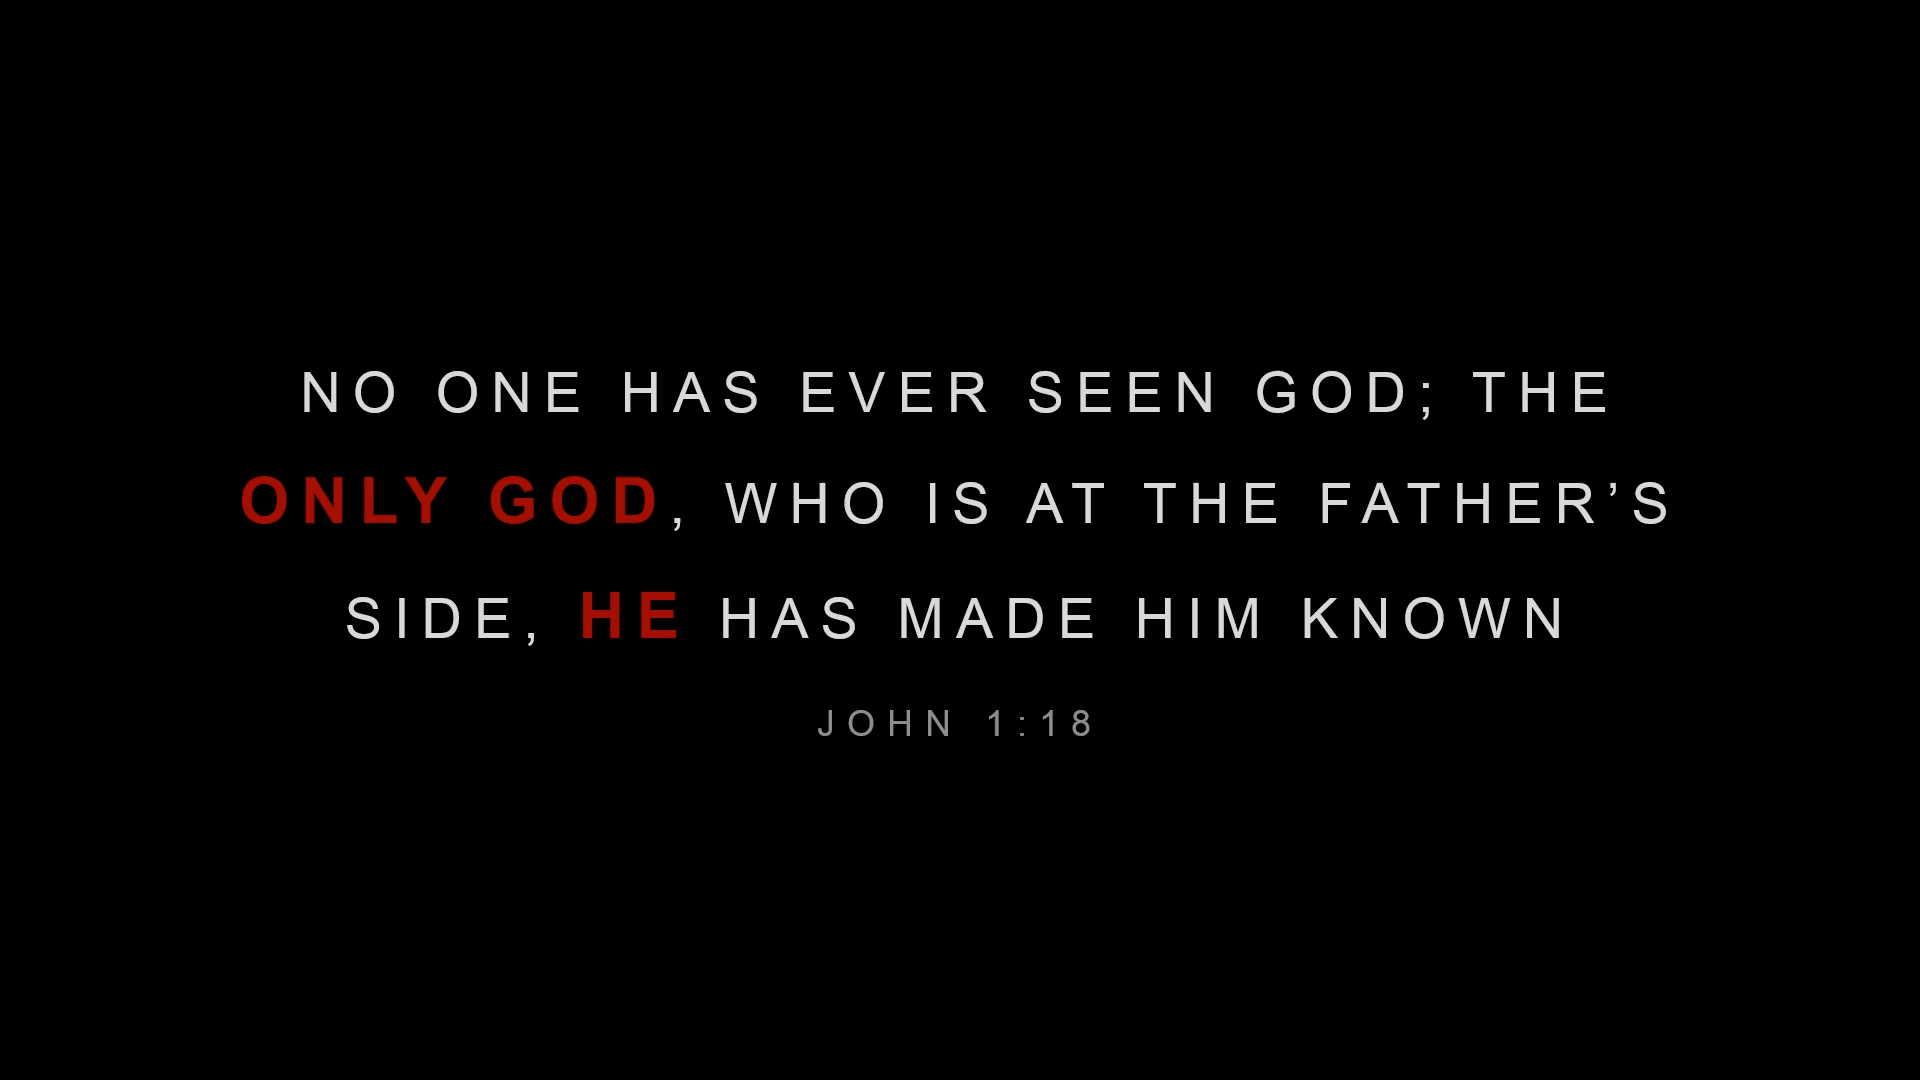 NO ONE HAS EVER SEEN GOD; THE
ONLY GOD, WHO IS AT THE FATHER’S
SIDE, HE HAS MADE HIM KNOWN
JOHN 1:18